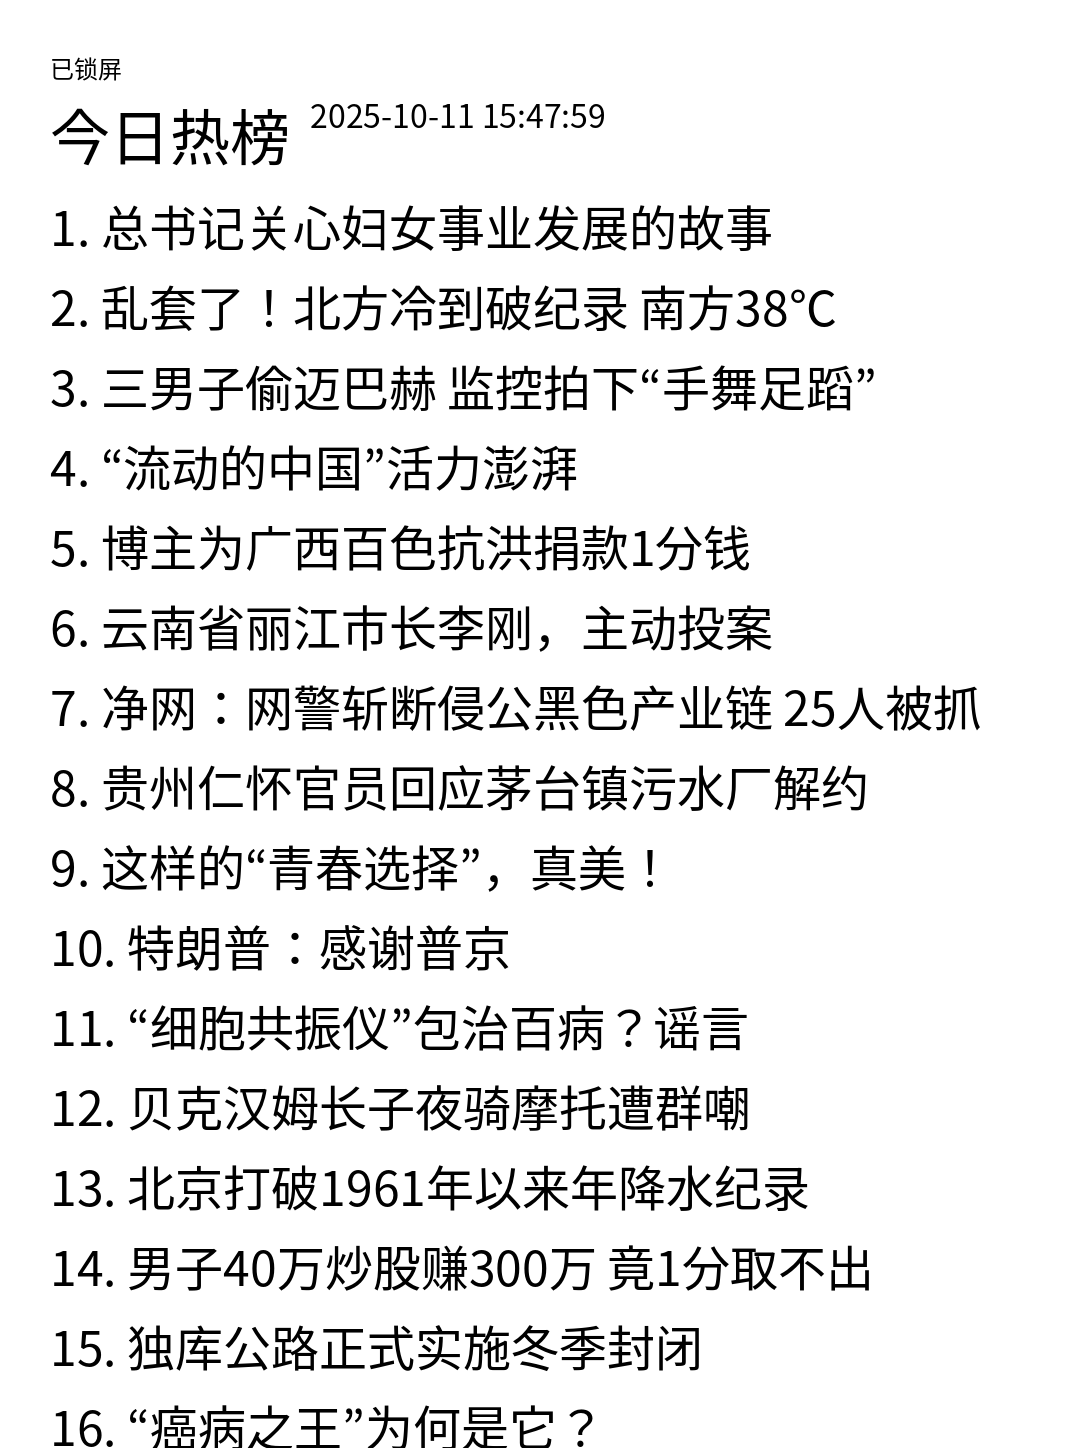 已锁屏
今日热榜 2025-10-11 15:47:59
1. 总书记关心妇女事业发展的故事
2. 乱套了！北方冷到破纪录 南方38℃
3. 三男子偷迈巴赫 监控拍下“手舞足蹈”
4. “流动的中国”活力澎湃
5. 博主为广西百色抗洪捐款1分钱
6. 云南省丽江市长李刚，主动投案
7. 净网：网警斩断侵公黑色产业链 25人被抓
8. 贵州仁怀官员回应茅台镇污水厂解约
9. 这样的“青春选择”，真美！
10. 特朗普：感谢普京
11. “细胞共振仪”包治百病？谣言
12. 贝克汉姆长子夜骑摩托遭群嘲
13. 北京打破1961年以来年降水纪录
14. 男子40万炒股赚300万 竟1分取不出
15. 独库公路正式实施冬季封闭
16. “癌病之王”为何是它？